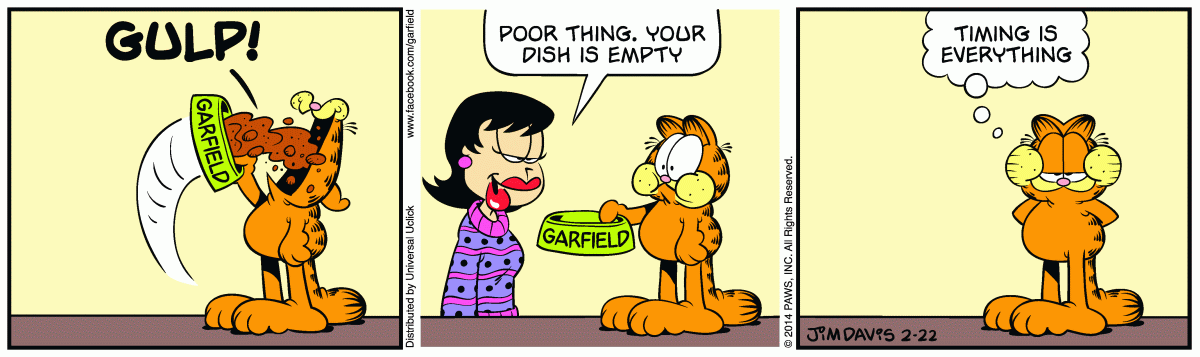 GULP!
GARFIELD
www.facebook.com/garfield
Distributed by Universal Uclick
POOR THING. YOUR
DISH IS EMPTY
GARFIELD
© 2014 PAWS, INC. All Rights Reserved.
TIMING IS
EVERYTHING
JIM DAVIS 2-22